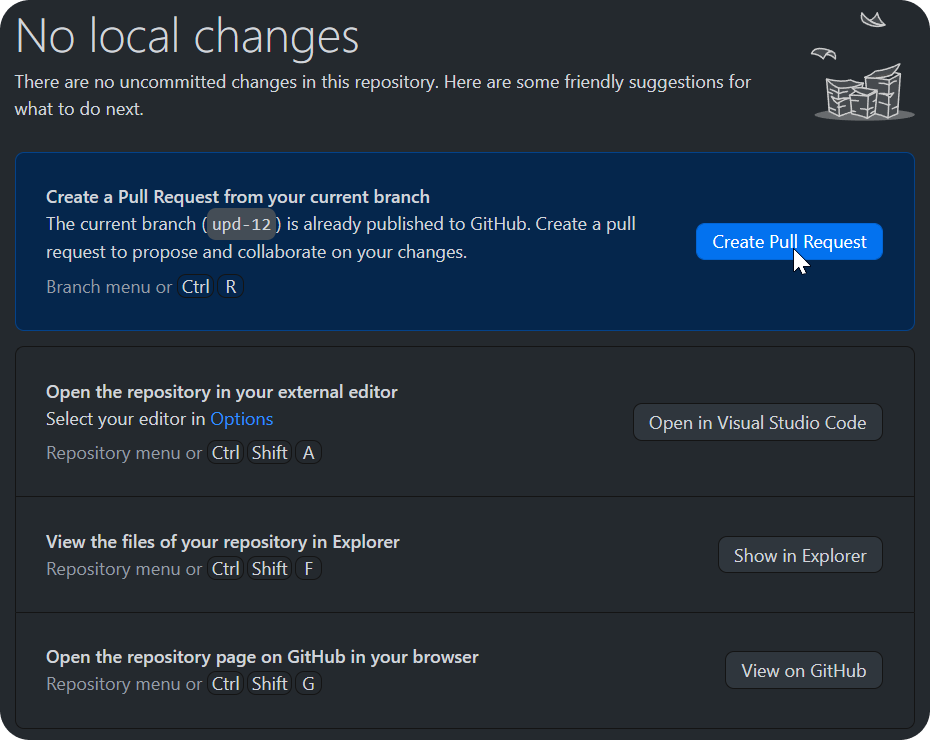 No local changes
There are no uncommitted changes in this repository. Here are some friendly suggestions for
what to do next.
Create a Pull Request from your current branch
The current branch (upd-12) is already published to GitHub. Create a pull
request to propose and collaborate on your changes.
Create Pull Request
Branch menu or Ctrl R
Open the repository in your external editor
Select your editor in Options
Open in Visual Studio Code
Repository menu or Ctrl Shift A
View the files of your repository in Explorer
Show in Explorer
Repository menu or Ctrl Shift F
Open the repository page on GitHub in your browser
View on GitHub
Repository menu or Ctrl Shift G